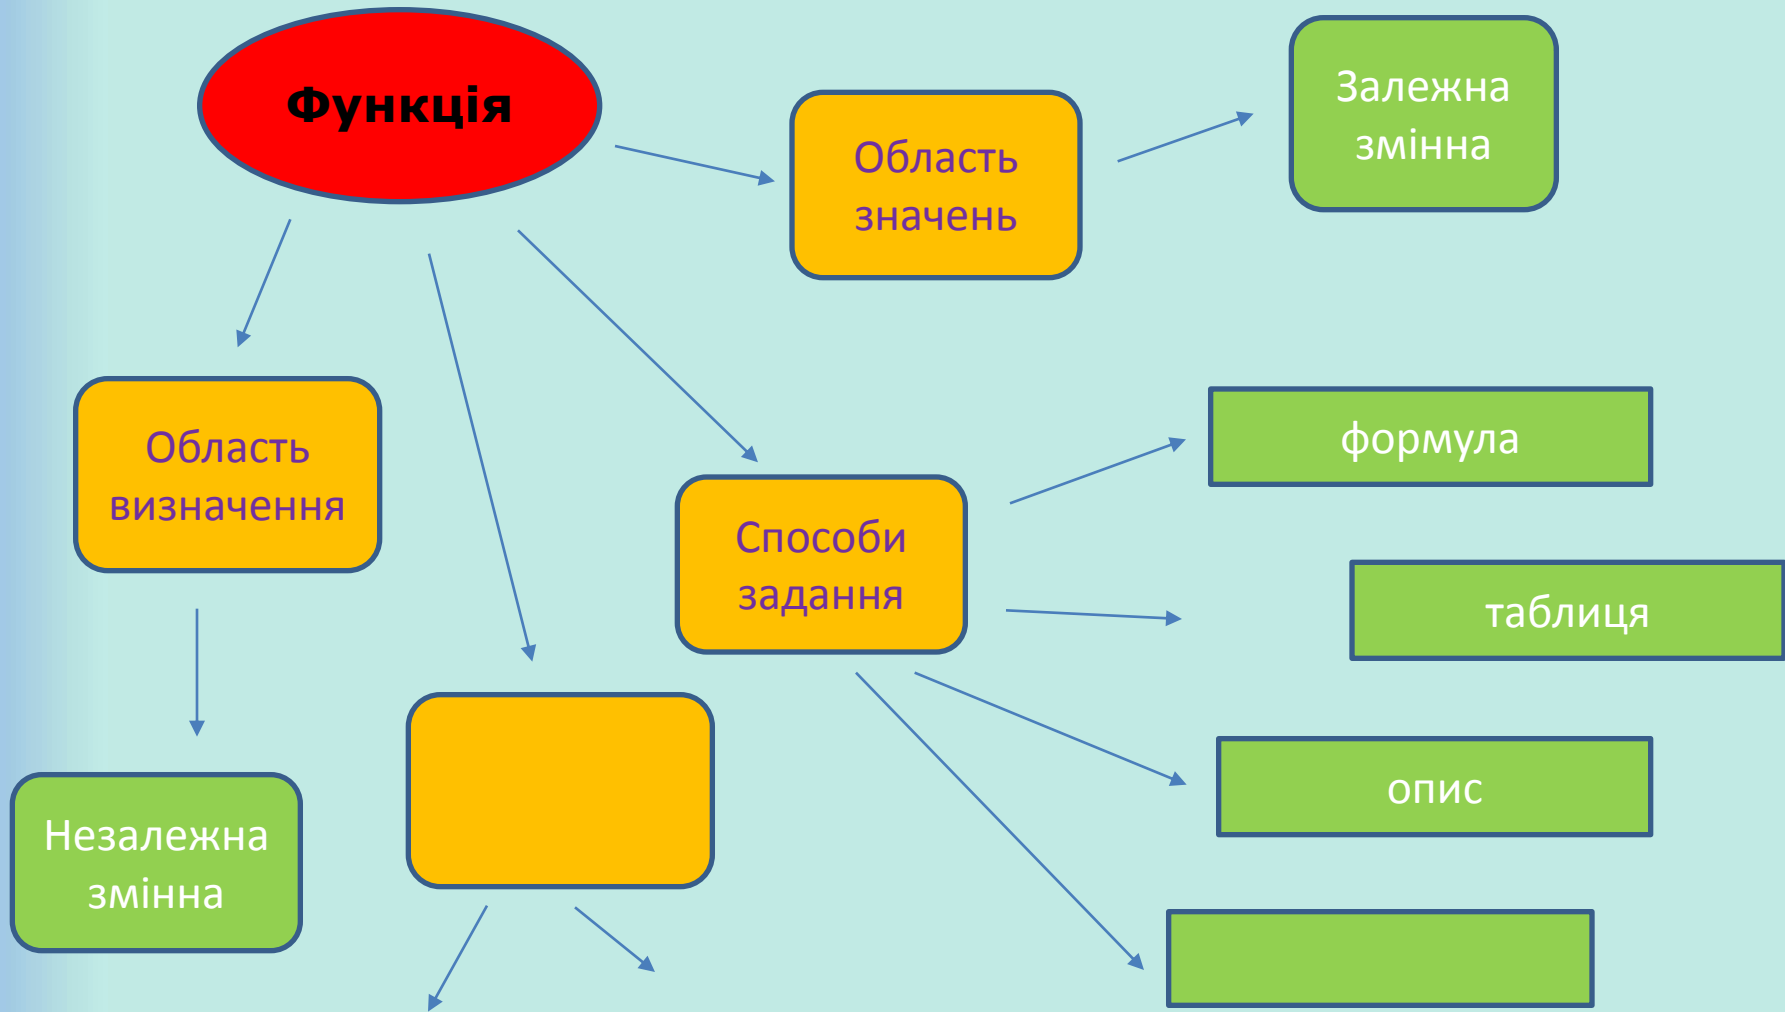 Функція
Область
значень
Залежна
змінна
Область
визначення
Способи
задання
формула
таблиця
опис
Незалежна
змінна